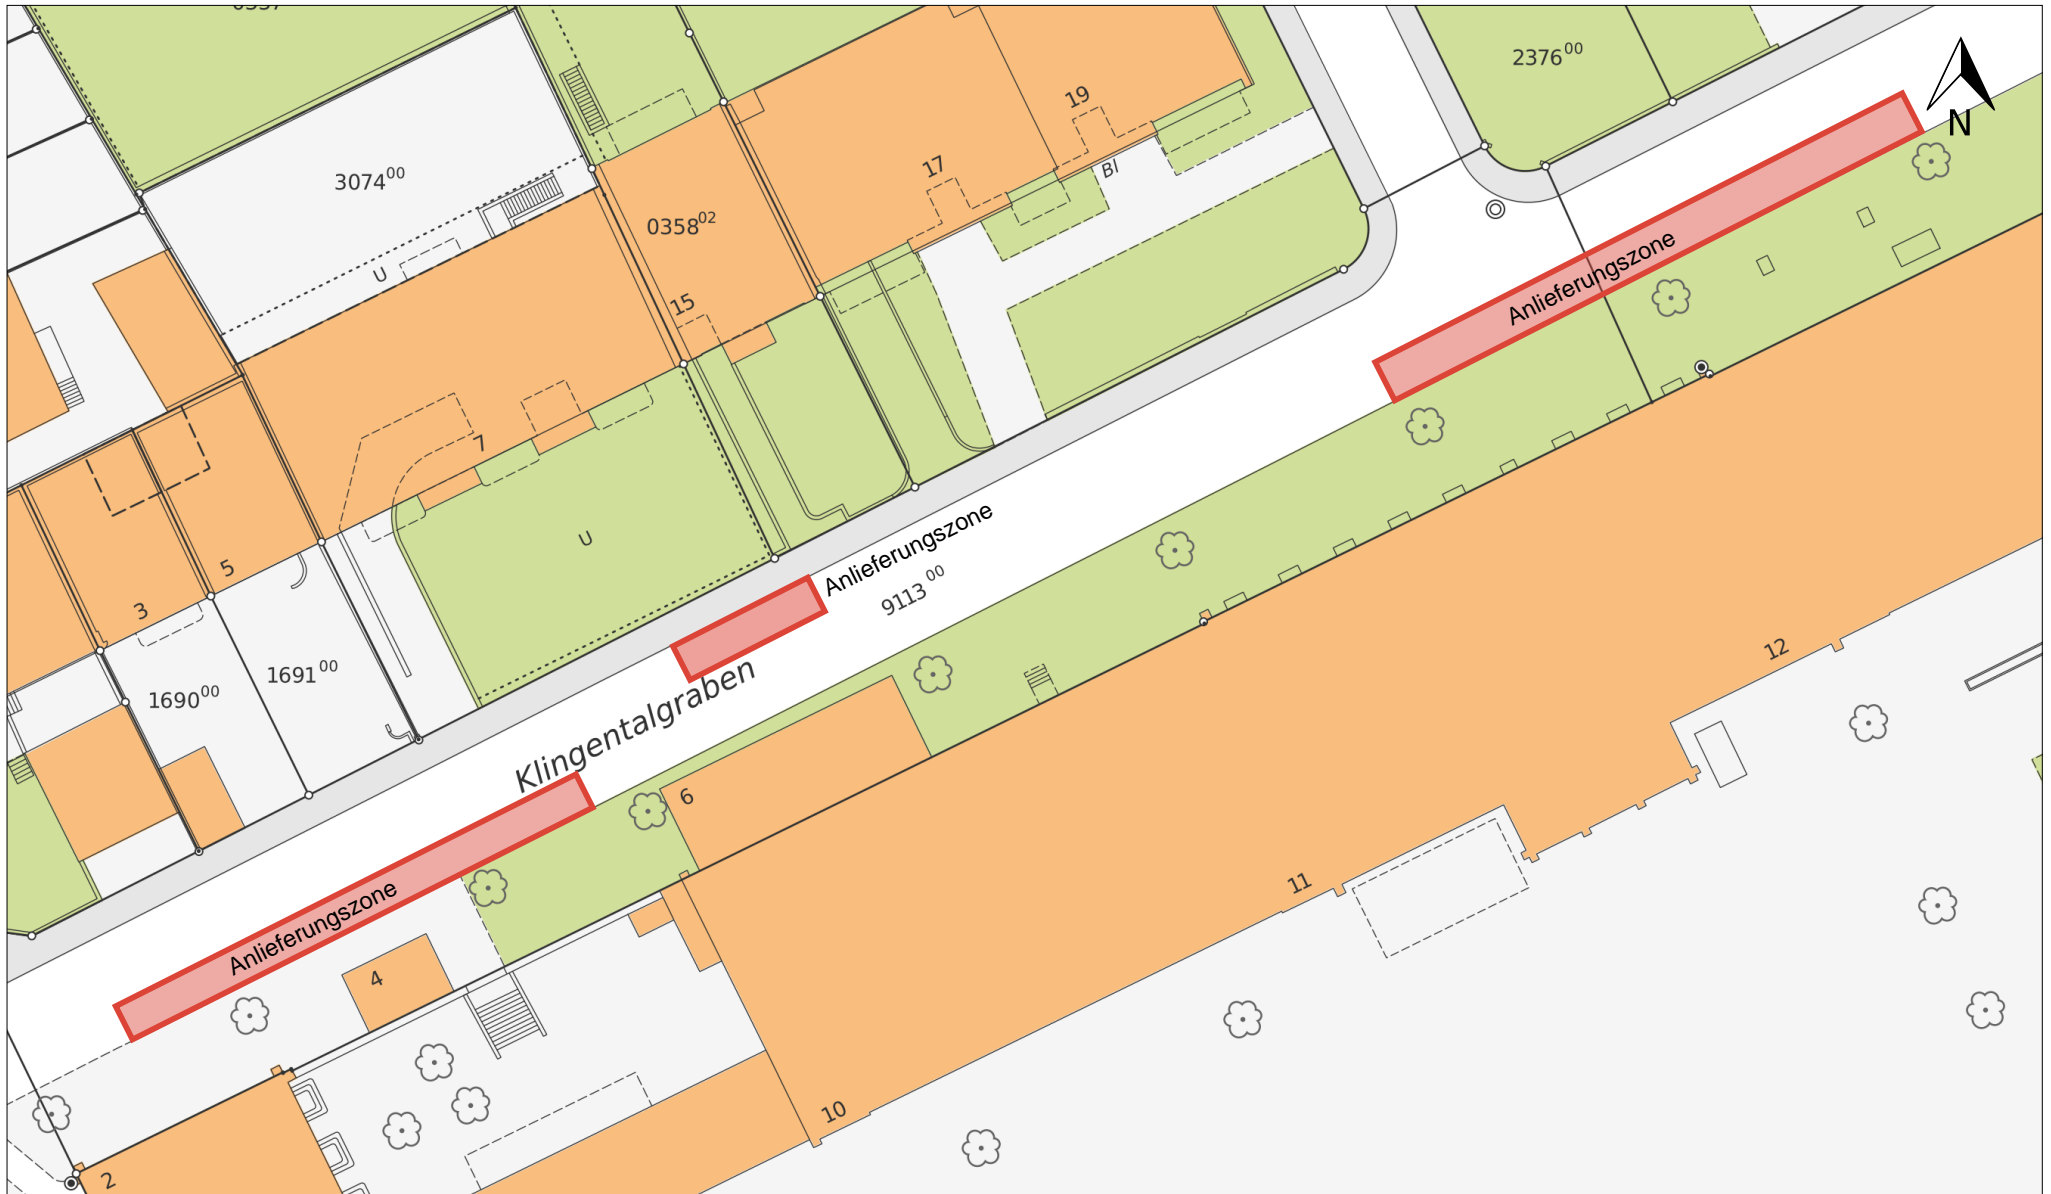 2376⁰⁰
N
19
17
Bl
3074⁰⁰
0358⁰²
U
15
Anlieferungszone
7
U
Anlieferungszone
9113⁰⁰
5
3
1691⁰⁰
1690⁰⁰
Klingentalgraben
12
6
11
Anlieferungszone
4
10
2